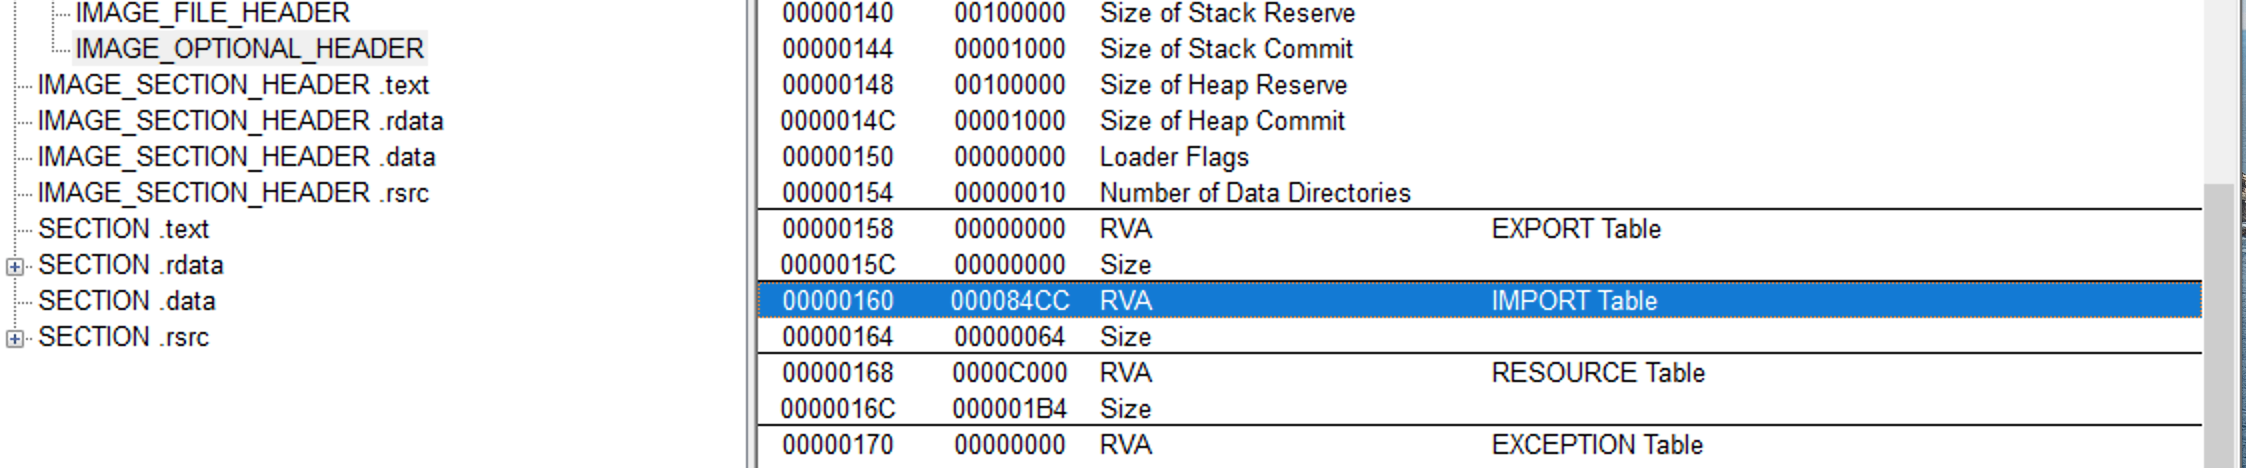 IMAGE_FILE_HEADER
IMAGE_OPTIONAL_HEADER
IMAGE_SECTION_HEADER .text
IMAGE_SECTION_HEADER .rdata
IMAGE_SECTION_HEADER .data
IMAGE_SECTION_HEADER .rsrc
SECTION .text
SECTION .rdata
SECTION .data
SECTION .rsrc
00000140 00100000 Size of Stack Reserve
00000144 00001000 Size of Stack Commit
00000148 00100000 Size of Heap Reserve
0000014C 00001000 Size of Heap Commit
00000150 00000000 Loader Flags
00000154 00000010 Number of Data Directories
00000158 00000000 RVA EXPORT Table
0000015C 00000000 Size
00000160 000084CC RVA IMPORT Table
00000164 00000064 Size
00000168 0000C000 RVA RESOURCE Table
0000016C 000001B4 Size
00000170 00000000 RVA EXCEPTION Table